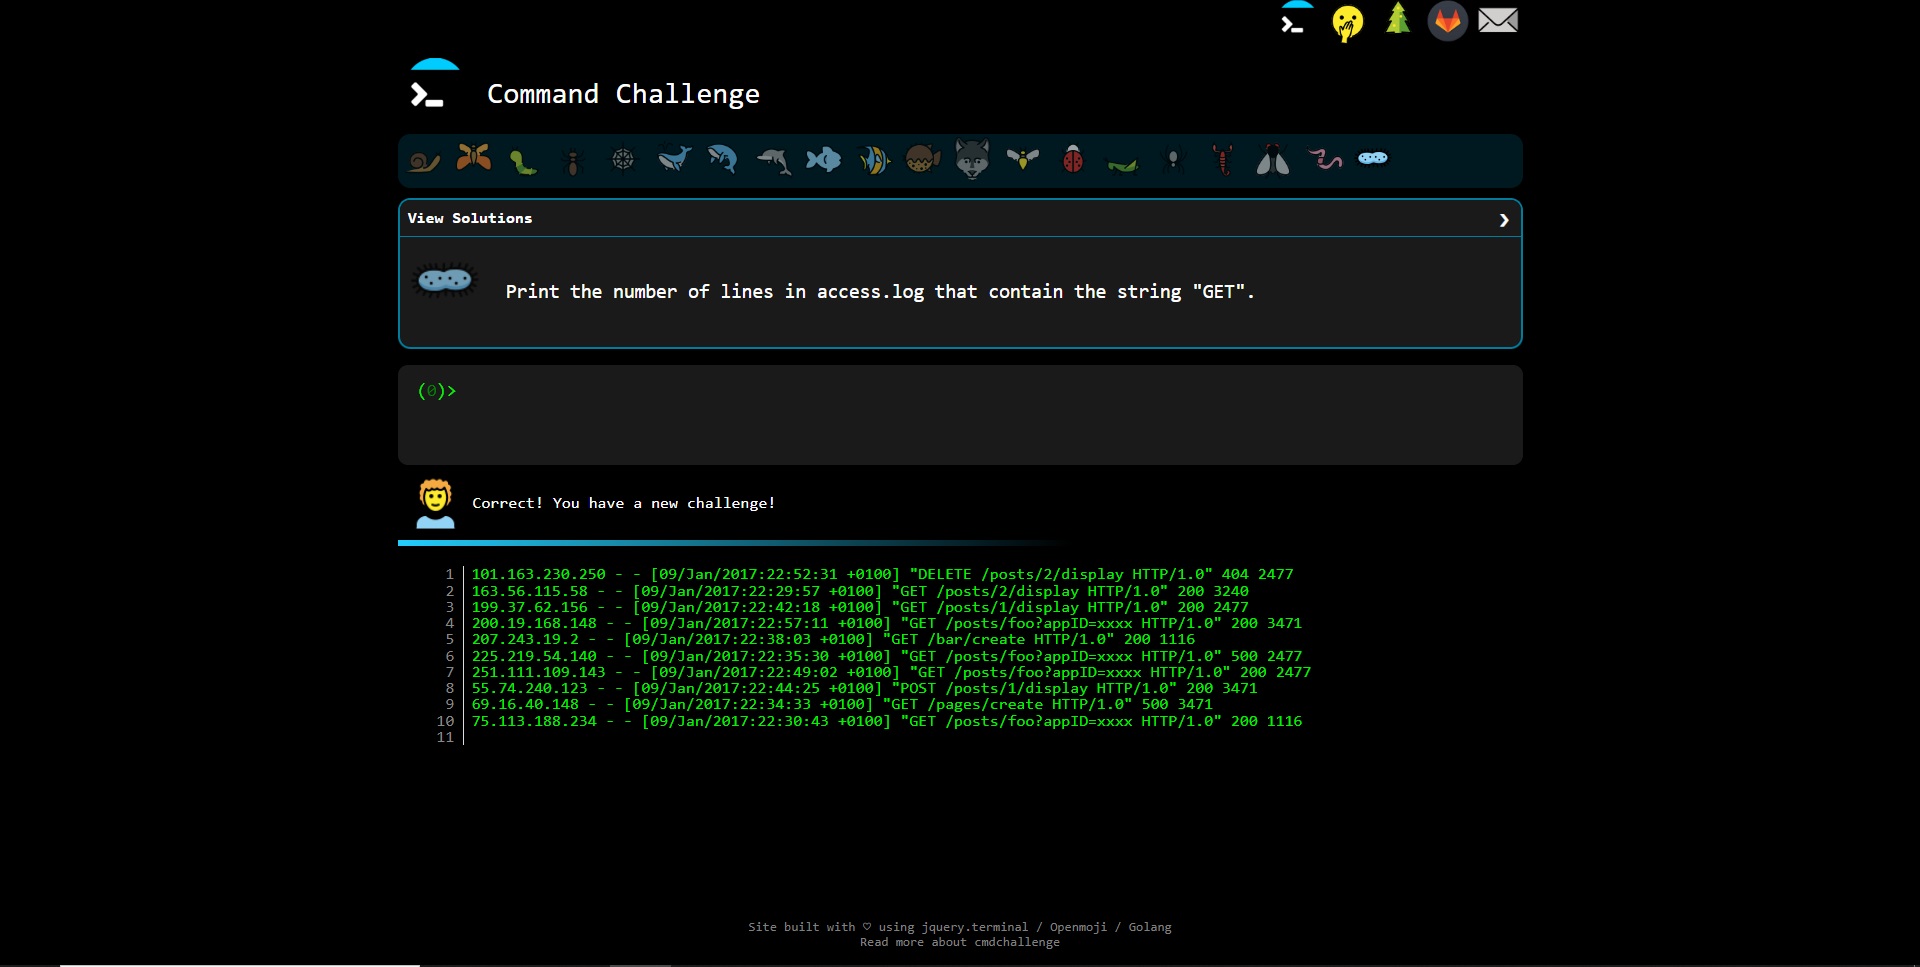 Command Challenge
View Solutions
Print the number of lines in access.log that contain the string "GET".
(0)>
Correct! You have a new challenge!
1 101.163.230.250 - - [09/Jan/2017:22:52:31 +0100] "DELETE /posts/2/display HTTP/1.0" 404 2477
2 163.56.115.58 - - [09/Jan/2017:22:29:57 +0100] "GET /posts/2/display HTTP/1.0" 200 3240
3 199.37.62.156 - - [09/Jan/2017:22:42:18 +0100] "GET /posts/1/display HTTP/1.0" 200 2477
4 200.19.168.148 - - [09/Jan/2017:22:57:11 +0100] "GET /posts/foo?appID=xxxx HTTP/1.0" 200 3471
5 207.243.19.2 - - [09/Jan/2017:22:38:03 +0100] "GET /bar/create HTTP/1.0" 200 1116
6 225.219.54.140 - - [09/Jan/2017:22:35:30 +0100] "GET /posts/foo?appID=xxxx HTTP/1.0" 500 2477
7 251.111.109.143 - - [09/Jan/2017:22:49:02 +0100] "GET /posts/foo?appID=xxxx HTTP/1.0" 200 2477
8 55.74.240.123 - - [09/Jan/2017:22:44:25 +0100] "POST /posts/1/display HTTP/1.0" 200 3471
9 69.16.40.148 - - [09/Jan/2017:22:34:33 +0100] "GET /pages/create HTTP/1.0" 500 3471
10 75.113.188.234 - - [09/Jan/2017:22:30:43 +0100] "GET /posts/foo?appID=xxxx HTTP/1.0" 200 1116
11
Site built with ♡ using jquery.terminal / Openmoji / Golang
Read more about cmdchallenge